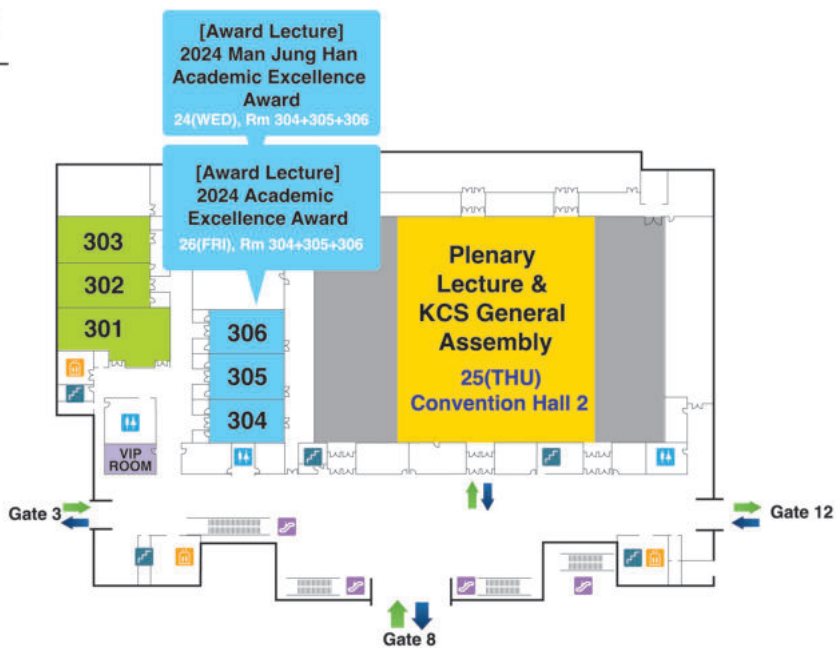 [Award Lecture]
2024 Man Jung Han
Academic Excellence
Award
24(WED), Rm 304+305+306
[Award Lecture]
2024 Academic
Excellence Award
26(FRI), Rm 304+305+306
303
302
301
306
305
304
Plenary
Lecture &
KCS General
Assembly
25(THU)
Convention Hall 2
VIP
ROOM
Gate 3
Gate 12
Gate 8